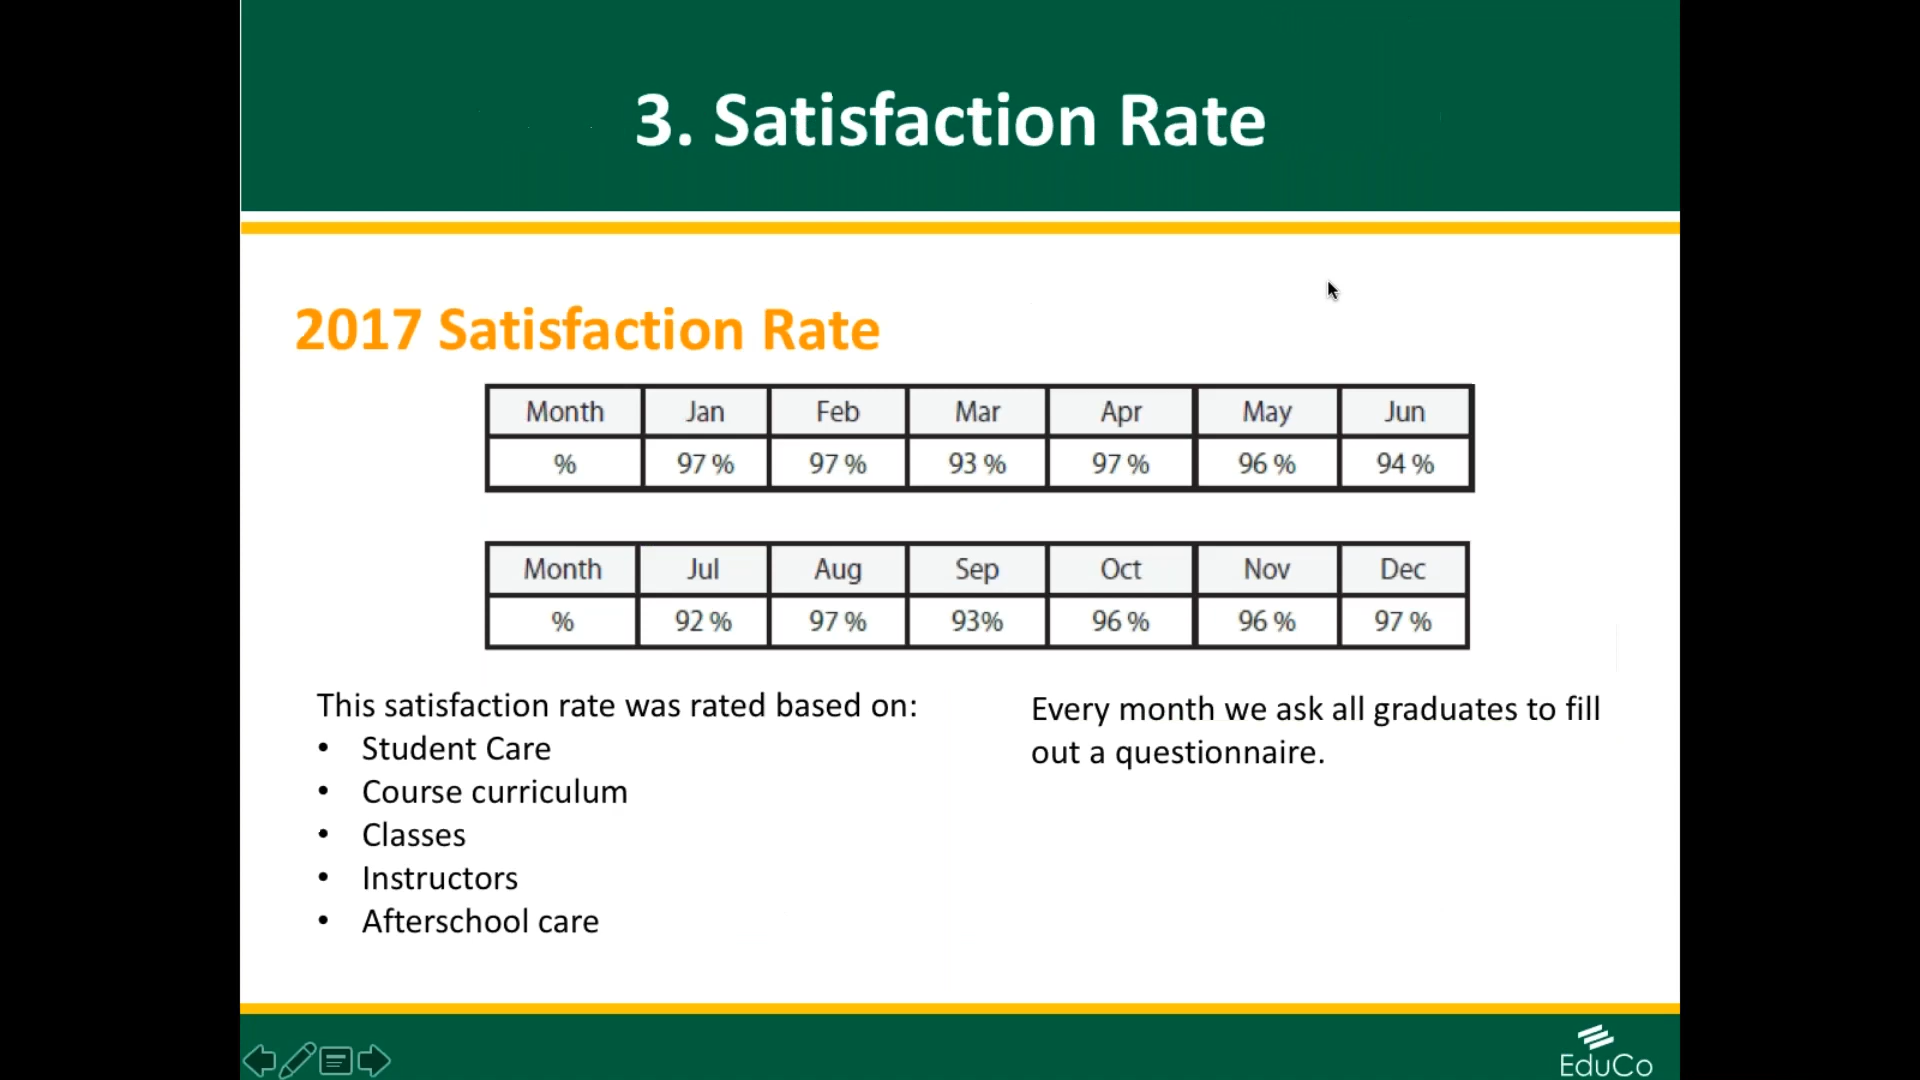 3. Satisfaction Rate
2017 Satisfaction Rate
Month Jan Feb Mar Apr May Jun
% 97 % 97 % 93 % 97 % 96 % 94 %
Month Jul Aug Sep Oct Nov Dec
% 92 % 97 % 93% 96 % 96 % 97 %
This satisfaction rate was rated based on:
• Student Care
• Course curriculum
• Classes
• Instructors
• Afterschool care
Every month we ask all graduates to fill
out a questionnaire.
EduCo